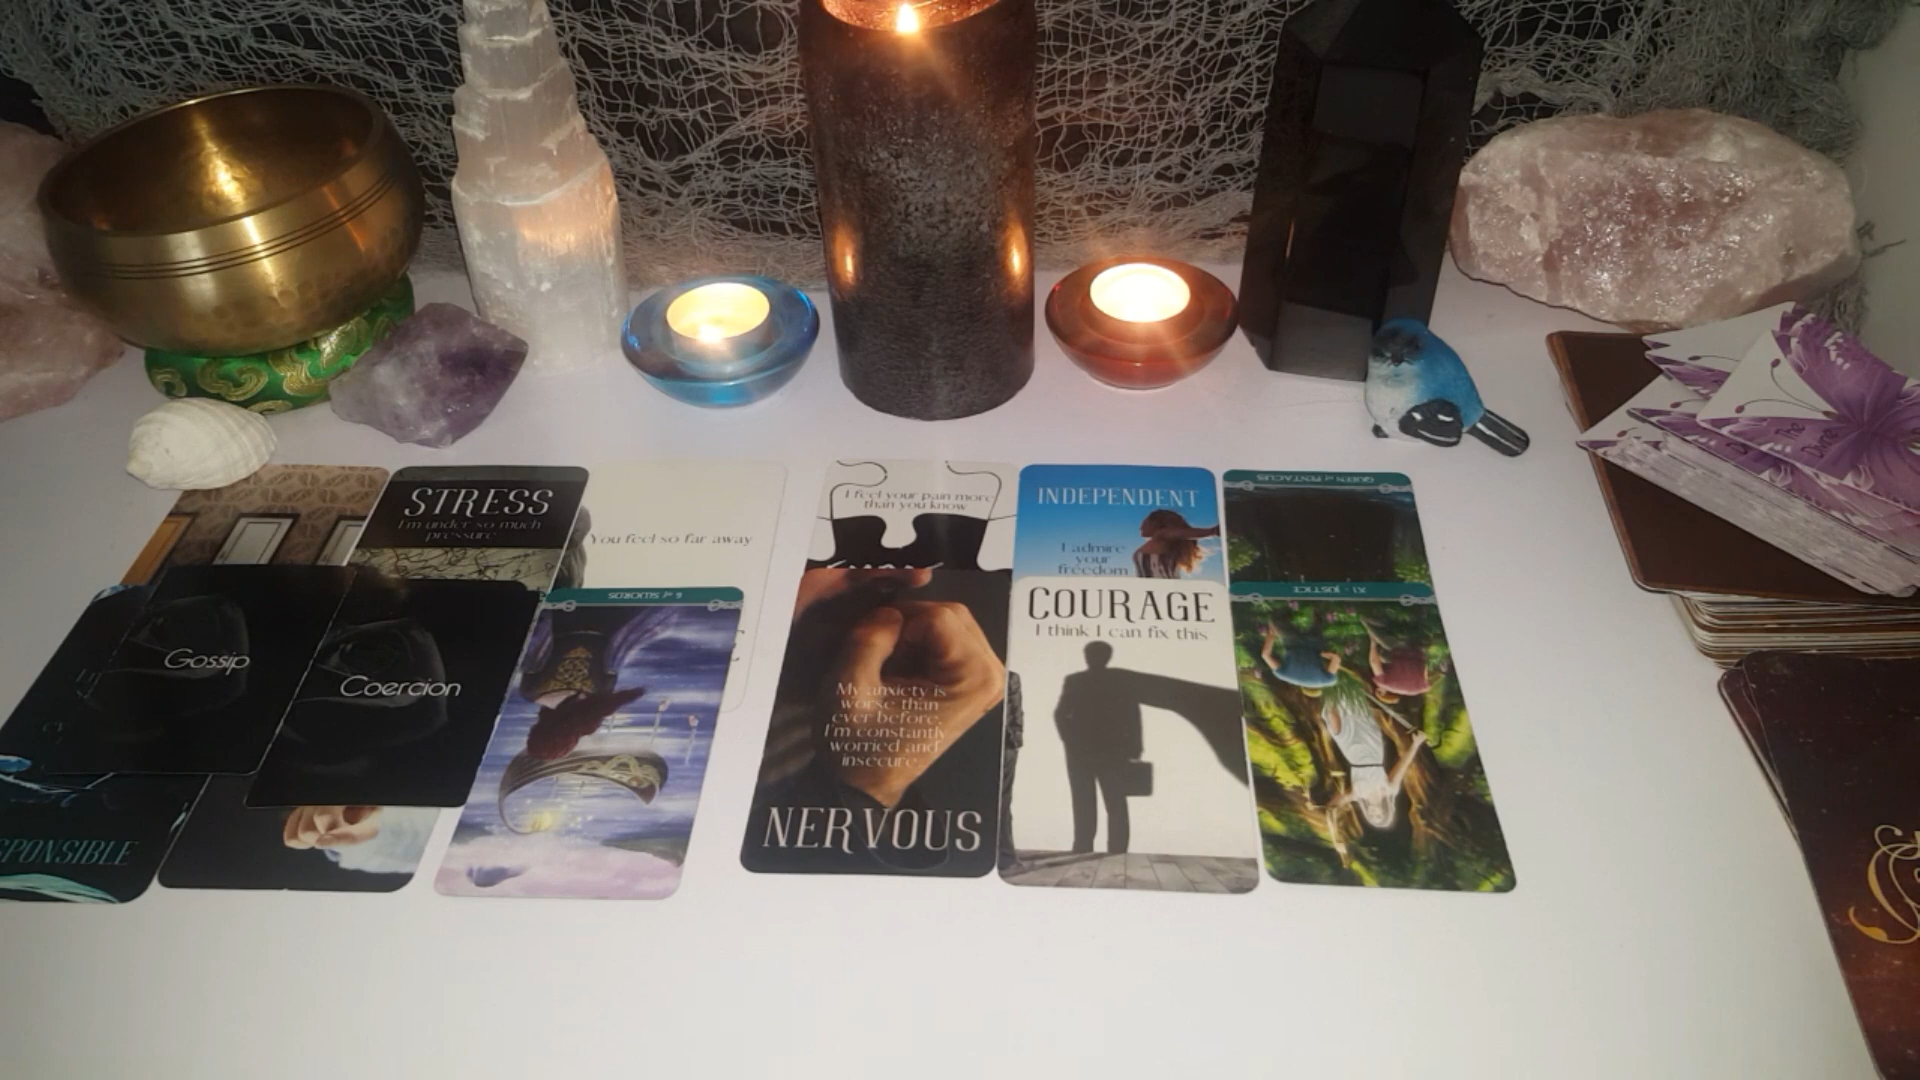 STRESS
I'm under so much
pressure
You feel so far away
I feel your pain more
than you know
INDEPENDENT
I admire
your
freedom
QUEEN of PENTACLES
Gossip
Coercion
6 of SWORDS
My anxiety is
worse than
ever before.
I'm constantly
worried and
insecure.
NERVOUS
COURAGE
I think I can fix this
XI · JUSTICE
SPONSIBLE
The